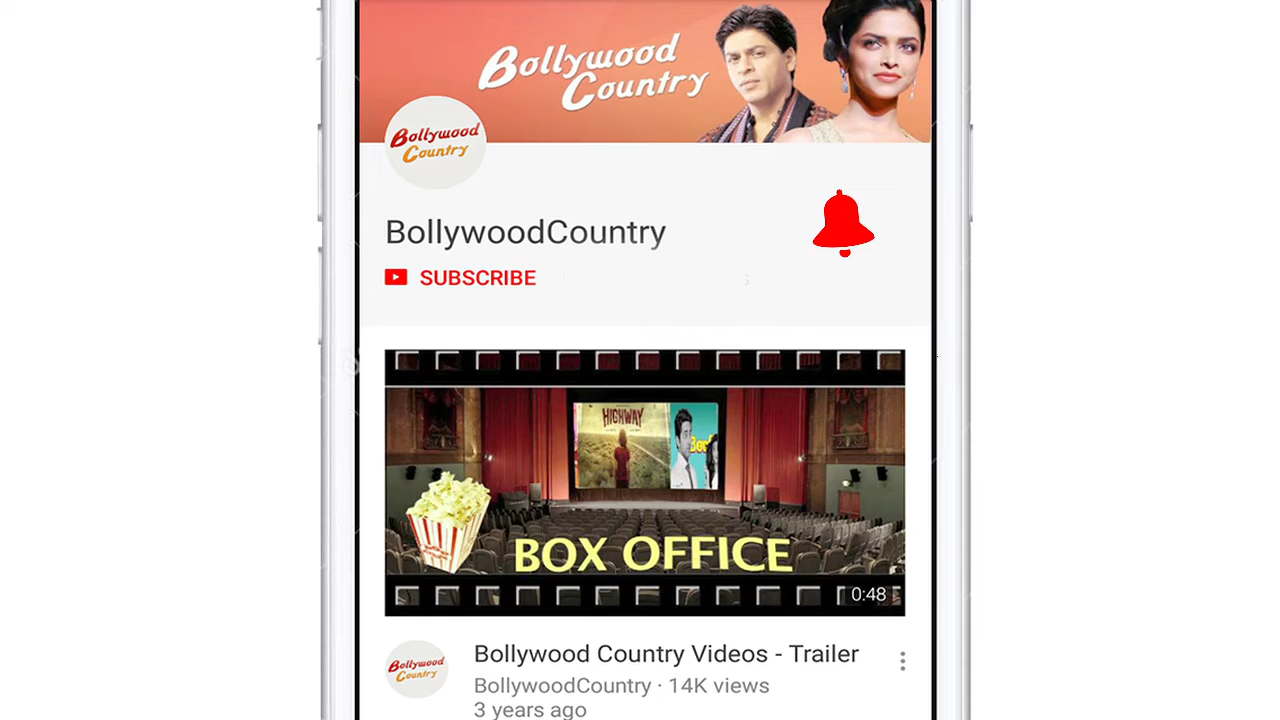 Bollywood
Country
Bollywood
Country
BollywoodCountry
SUBSCRIBE
HIGHWAY
BOX OFFICE
0:48
Bollywood
Country
Bollywood Country Videos - Trailer
BollywoodCountry · 14K views
3 years ago